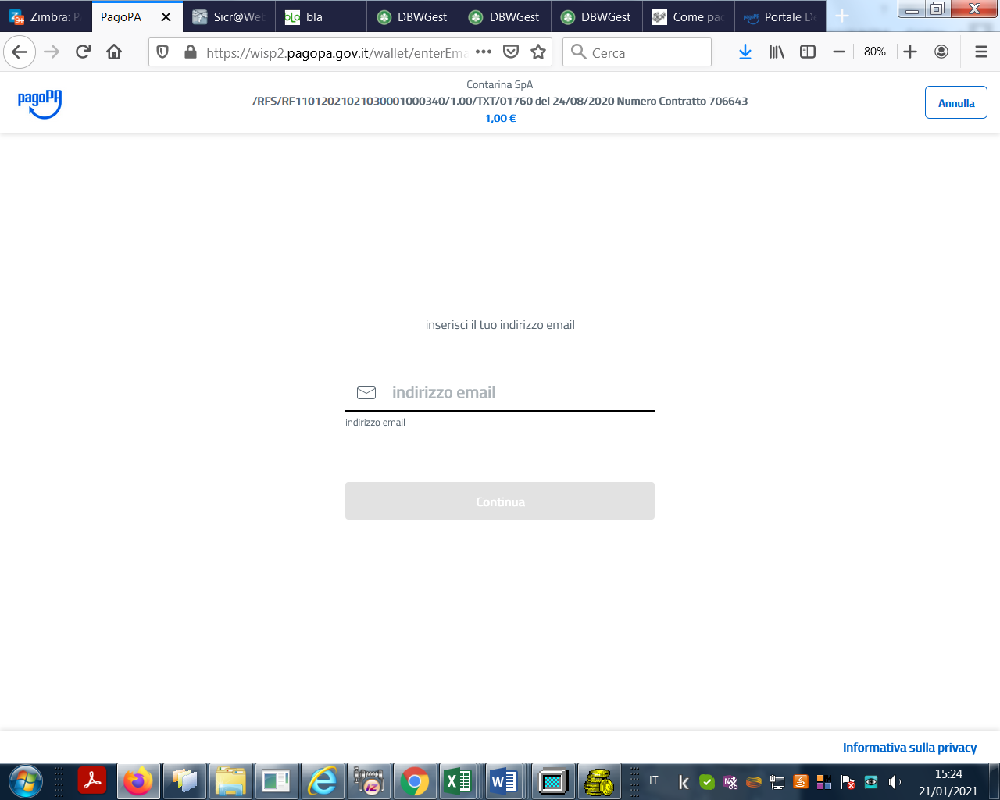 Zimbra: P
PagoPA
Sicr@Web
bla
DBWGest
DBWGest
DBWGest
Come pag
Portale De
https://wisp2.pagopa.gov.it/wallet/enterEma
Cerca
80%
pagoPA
Contarina SpA
/RFS/RF11012021021030001000340/1.00/TXT/01760 del 24/08/2020 Numero Contratto 706643
1,00 €
Annulla
inserisci il tuo indirizzo email
indirizzo email
indirizzo email
Continua
Informativa sulla privacy
IT
15:24
21/01/2021